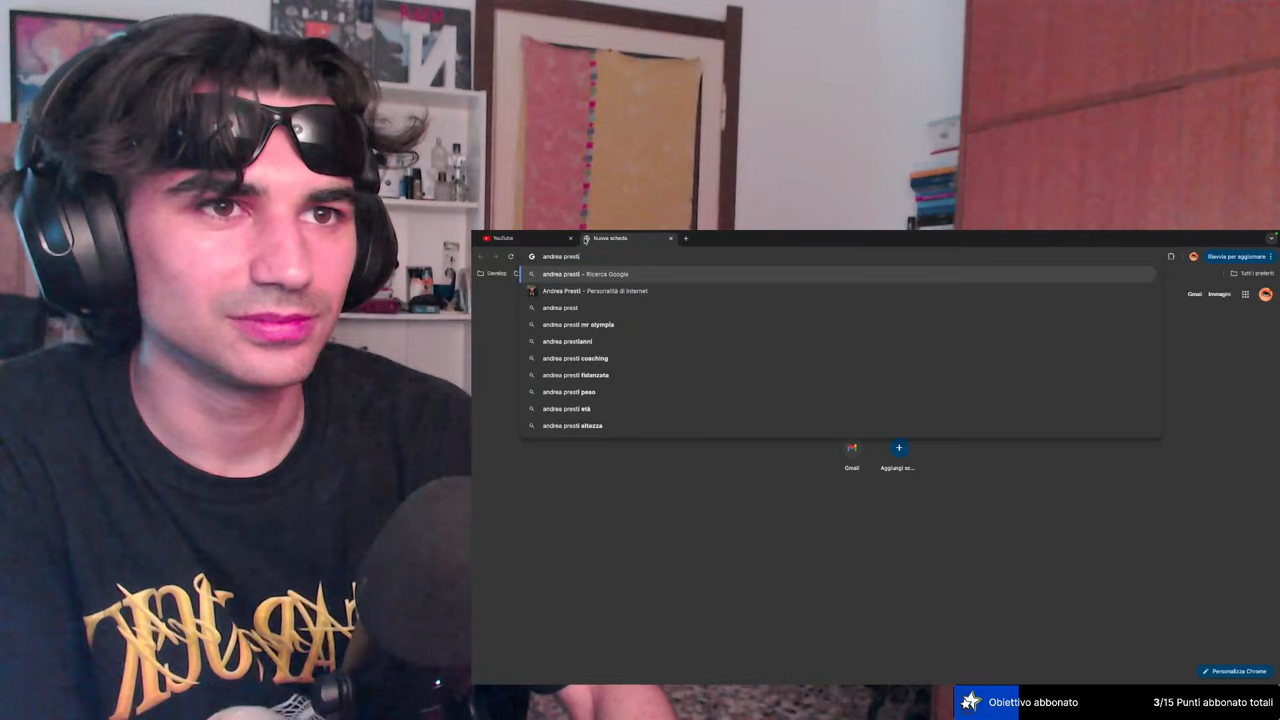 YouTube
Nuova scheda
andrea presti
Riavvia per aggiornare
Develop
Tutti i preferiti
andrea presti - Ricerca Google
Gmail
Immagini
Andrea Presti - Personalità di Internet
andrea prest
andrea presti mr olympia
andrea prestianni
andrea presti coaching
andrea presti fidanzata
andrea presti peso
andrea presti età
andrea presti altezza
Gmail
Aggiungi sc...
Personalizza Chrome
Obiettivo abbonato
3/15 Punti abbonato totali